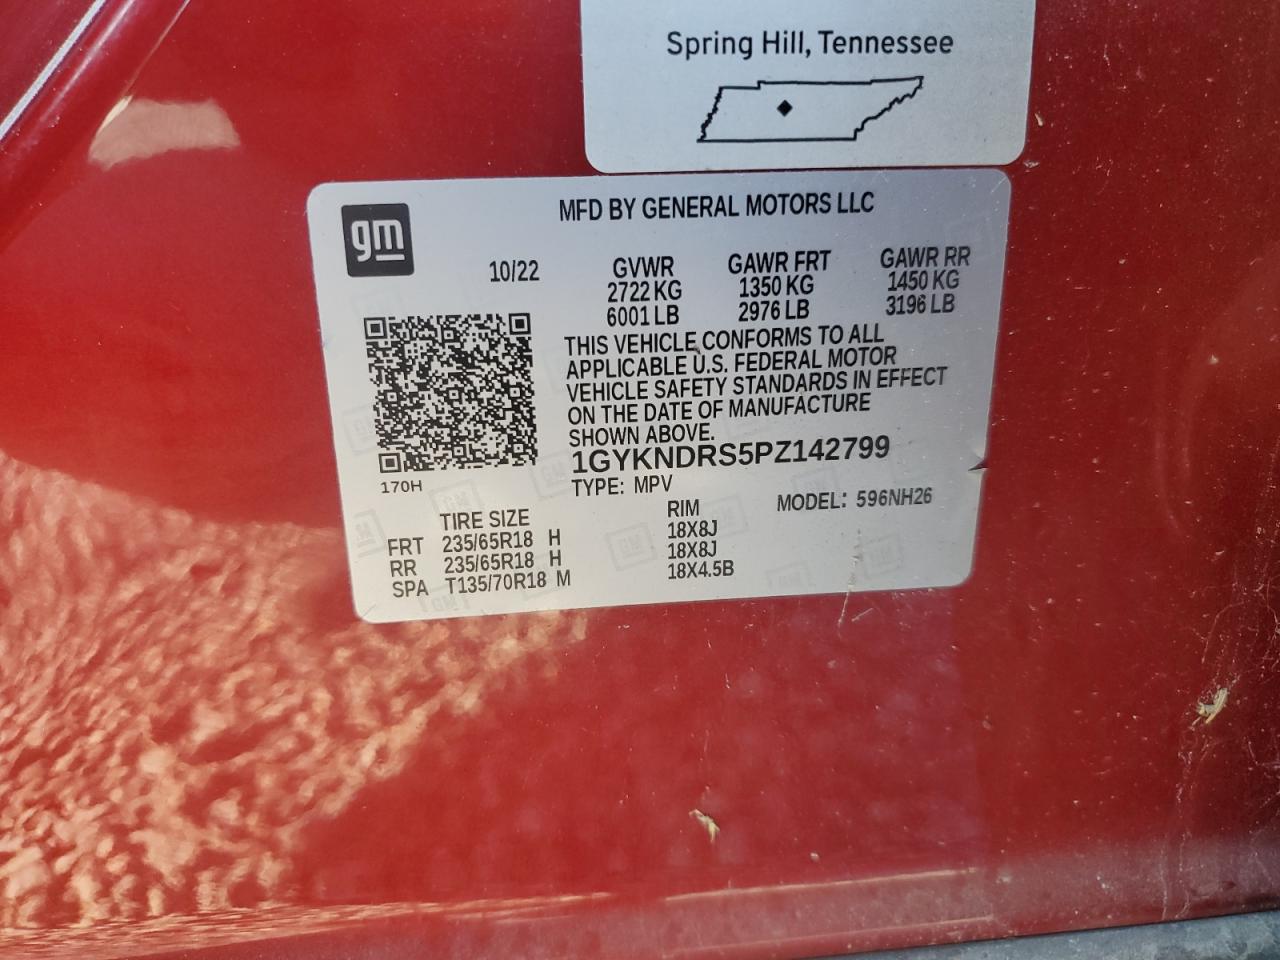 Spring Hill, Tennessee
gm
MFD BY GENERAL MOTORS LLC
10/22
GVWR GAWR FRT GAWR RR
2722 KG 1350 KG 1450 KG
6001 LB 2976 LB 3196 LB
THIS VEHICLE CONFORMS TO ALL
APPLICABLE U.S. FEDERAL MOTOR
VEHICLE SAFETY STANDARDS IN EFFECT
ON THE DATE OF MANUFACTURE
SHOWN ABOVE.
1GYKNDRS5PZ142799
170H
TYPE: MPV MODEL: 596NH26
TIRE SIZE RIM
FRT 235/65R18 H 18X8J
RR 235/65R18 H 18X8J
SPA T135/70R18 M 18X4.5B